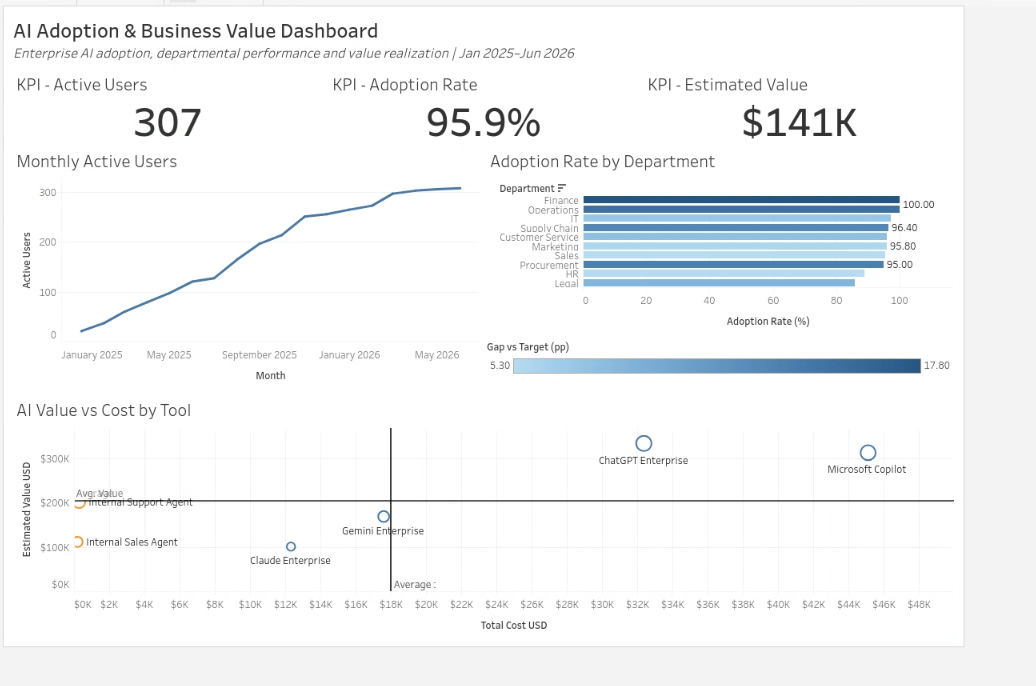 AI Adoption & Business Value Dashboard
Enterprise AI adoption, departmental performance and value realization | Jan 2025–Jun 2026
KPI - Active Users
307
KPI - Adoption Rate
95.9%
KPI - Estimated Value
$141K
Monthly Active Users
Active Users
300
200
100
0
January 2025
May 2025
September 2025
January 2026
May 2026
Month
Adoption Rate by Department
Department
Finance
Operations
100.00
IT
Supply Chain
96.40
Customer Service
Marketing
95.80
Sales
Procurement
95.00
HR
Legal
0
20
40
60
80
100
Adoption Rate (%)
Gap vs Target (pp)
5.30
17.80
AI Value vs Cost by Tool
Estimated Value USD
$300K
$200K
$100K
$0K
ChatGPT Enterprise
Microsoft Copilot
Value
Internal Support Agent
Gemini Enterprise
Internal Sales Agent
Claude Enterprise
Average :
$0K
$2K
$4K
$6K
$8K
$10K
$12K
$14K
$16K
$18K
$20K
$22K
$24K
$26K
$28K
$30K
$32K
$34K
$36K
$38K
$40K
$42K
$44K
$46K
$48K
Total Cost USD